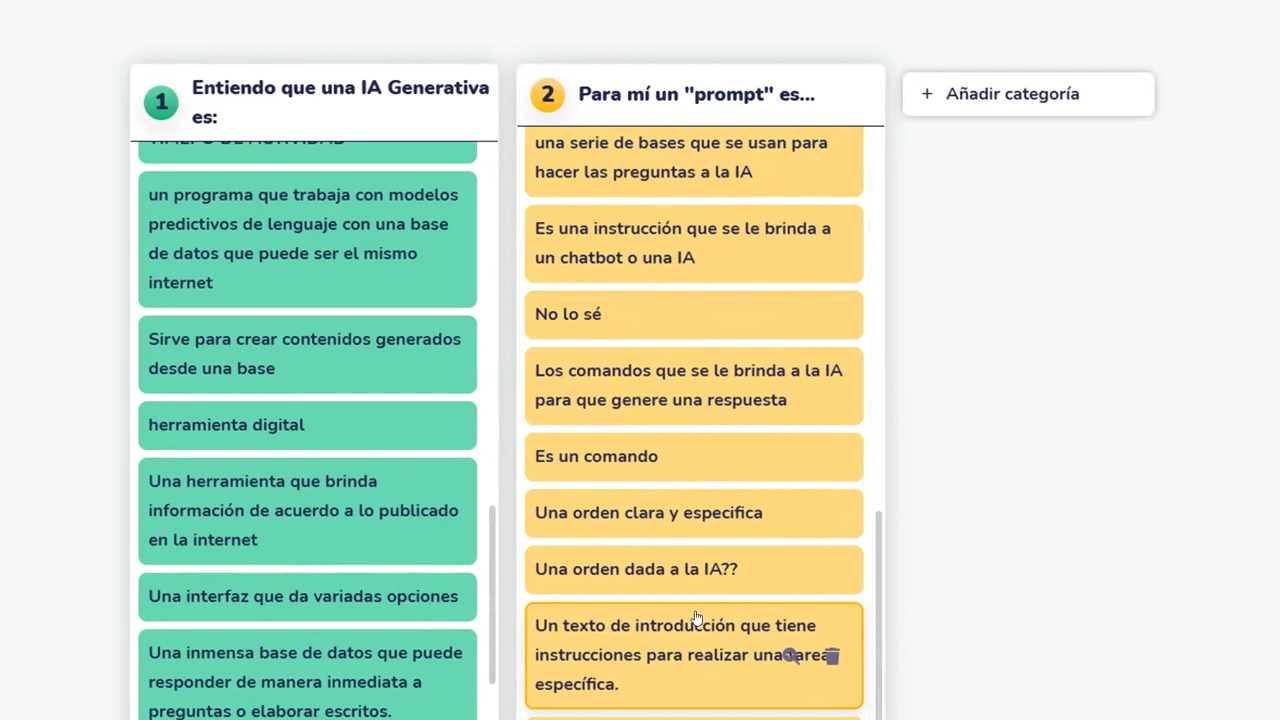 1
Entiendo que una IA Generativa
es:
un programa que trabaja con modelos
predictivos de lenguaje con una base
de datos que puede ser el mismo
internet
Sirve para crear contenidos generados
desde una base
herramienta digital
Una herramienta que brinda
información de acuerdo a lo publicado
en la internet
Una interfaz que da variadas opciones
Una inmensa base de datos que puede
responder de manera inmediata a
preguntas o elaborar escritos.
2
Para mí un "prompt" es...
una serie de bases que se usan para
hacer las preguntas a la IA
Es una instrucción que se le brinda a
un chatbot o una IA
No lo sé
Los comandos que se le brinda a la IA
para que genere una respuesta
Es un comando
Una orden clara y especifica
Una orden dada a la IA??
Un texto de introducción que tiene
instrucciones para realizar una tarea
específica.
+ Añadir categoría